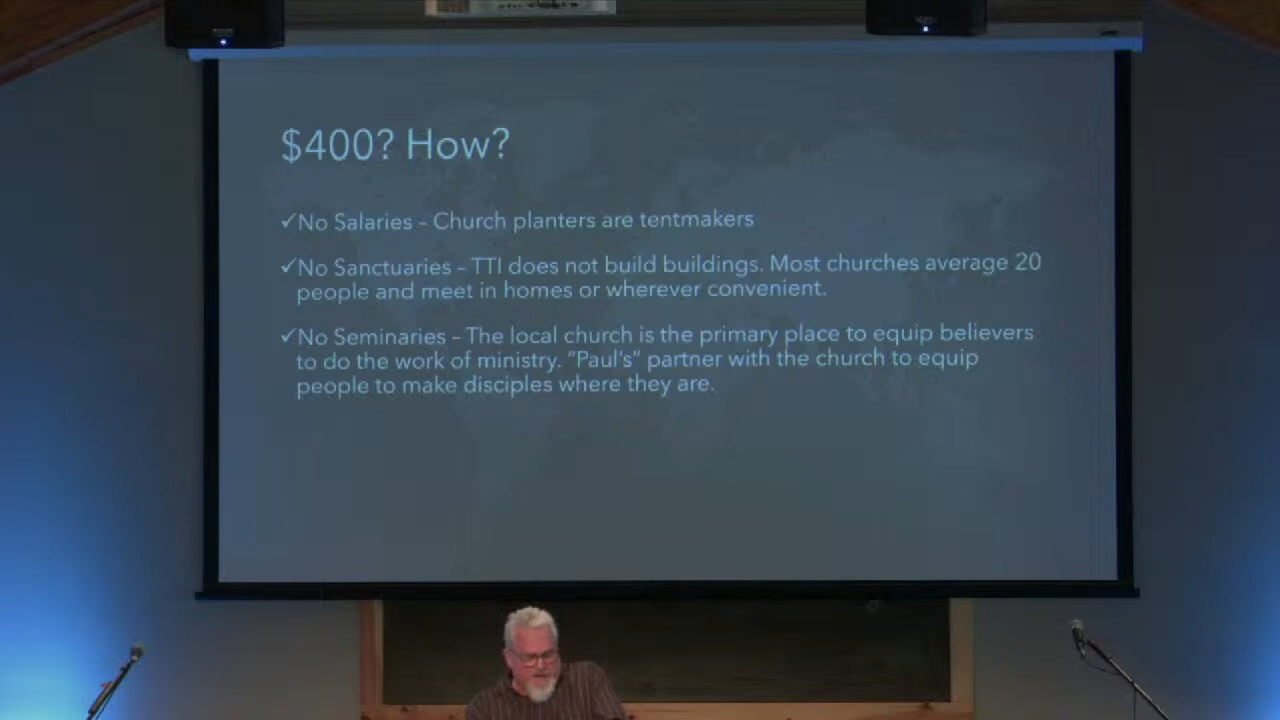 $400? How?
✓No Salaries – Church planters are tentmakers
✓No Sanctuaries – TTI does not build buildings. Most churches average 20
people and meet in homes or wherever convenient.
✓No Seminaries – The local church is the primary place to equip believers
to do the work of ministry. "Paul's" partner with the church to equip
people to make disciples where they are.